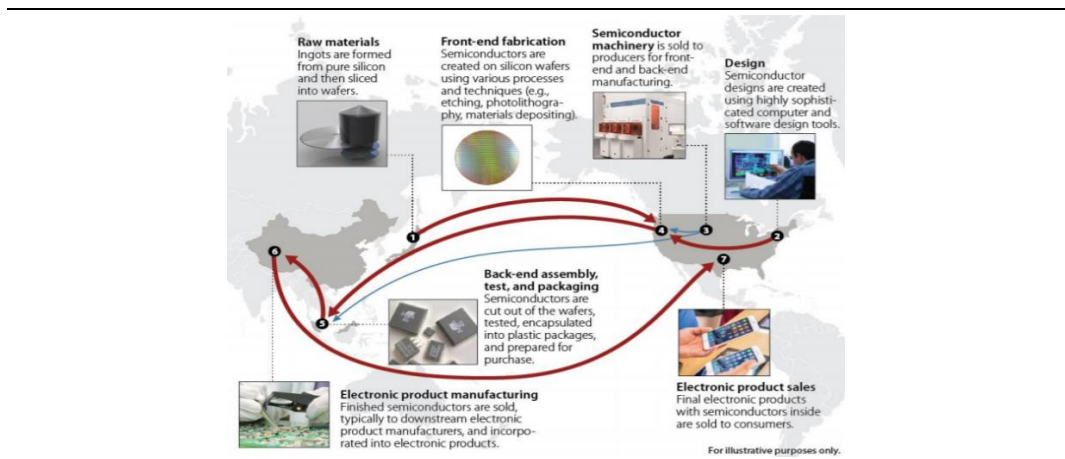 Raw materials
Ingots are formed
from pure silicon
and then sliced
into wafers.
Front-end fabrication
Semiconductors are
created on silicon wafers
using various processes
and techniques (e.g.,
etching, photolithogra-
phy, materials depositing).
Semiconductor
machinery is sold to
producers for front-
end and back-end
manufacturing.
Design
Semiconductor
designs are created
using highly sophisti-
cated computer and
software design tools.
1
4
3
2
6
7
5
Back-end assembly,
test, and packaging
Semiconductors are
cut out of the wafers,
tested, encapsulated
into plastic packages,
and prepared for
purchase.
Electronic product manufacturing
Finished semiconductors are sold,
typically to downstream electronic
product manufacturers, and incorpo-
rated into electronic products.
Electronic product sales
Final electronic products
with semiconductors inside
are sold to consumers.
For illustrative purposes only.